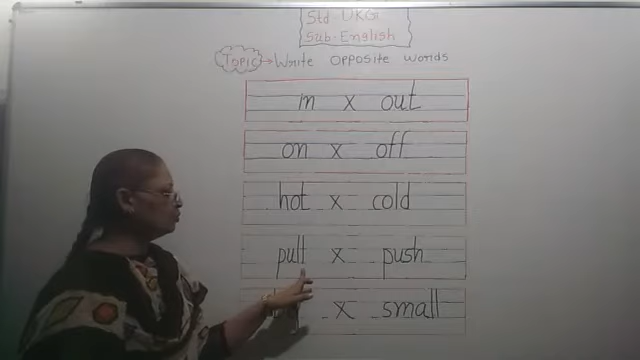 Std - UKG
Sub - English
Topic → Write opposite words
in x out
on x off
hot x cold
pull x push
x small